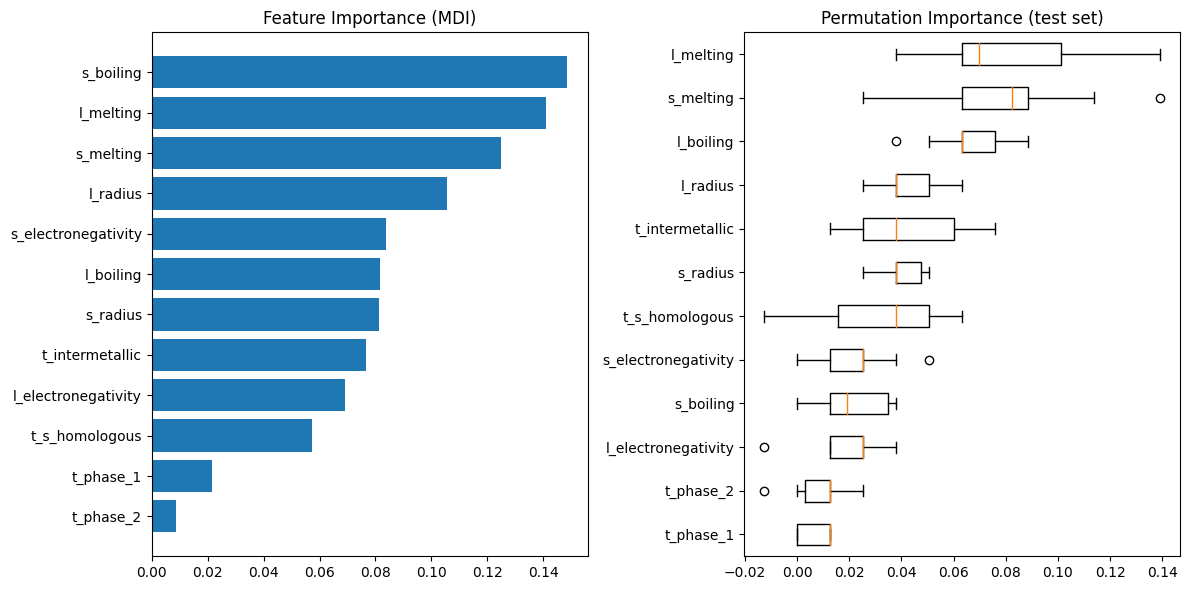 Feature Importance (MDI)
s_boiling
l_melting
s_melting
l_radius
s_electronegativity
l_boiling
s_radius
t_intermetallic
l_electronegativity
t_s_homologous
t_phase_1
t_phase_2
0.00 0.02 0.04 0.06 0.08 0.10 0.12 0.14
Permutation Importance (test set)
l_melting
s_melting
l_boiling
l_radius
t_intermetallic
s_radius
t_s_homologous
s_electronegativity
s_boiling
l_electronegativity
t_phase_2
t_phase_1
−0.02 0.00 0.02 0.04 0.06 0.08 0.10 0.12 0.14